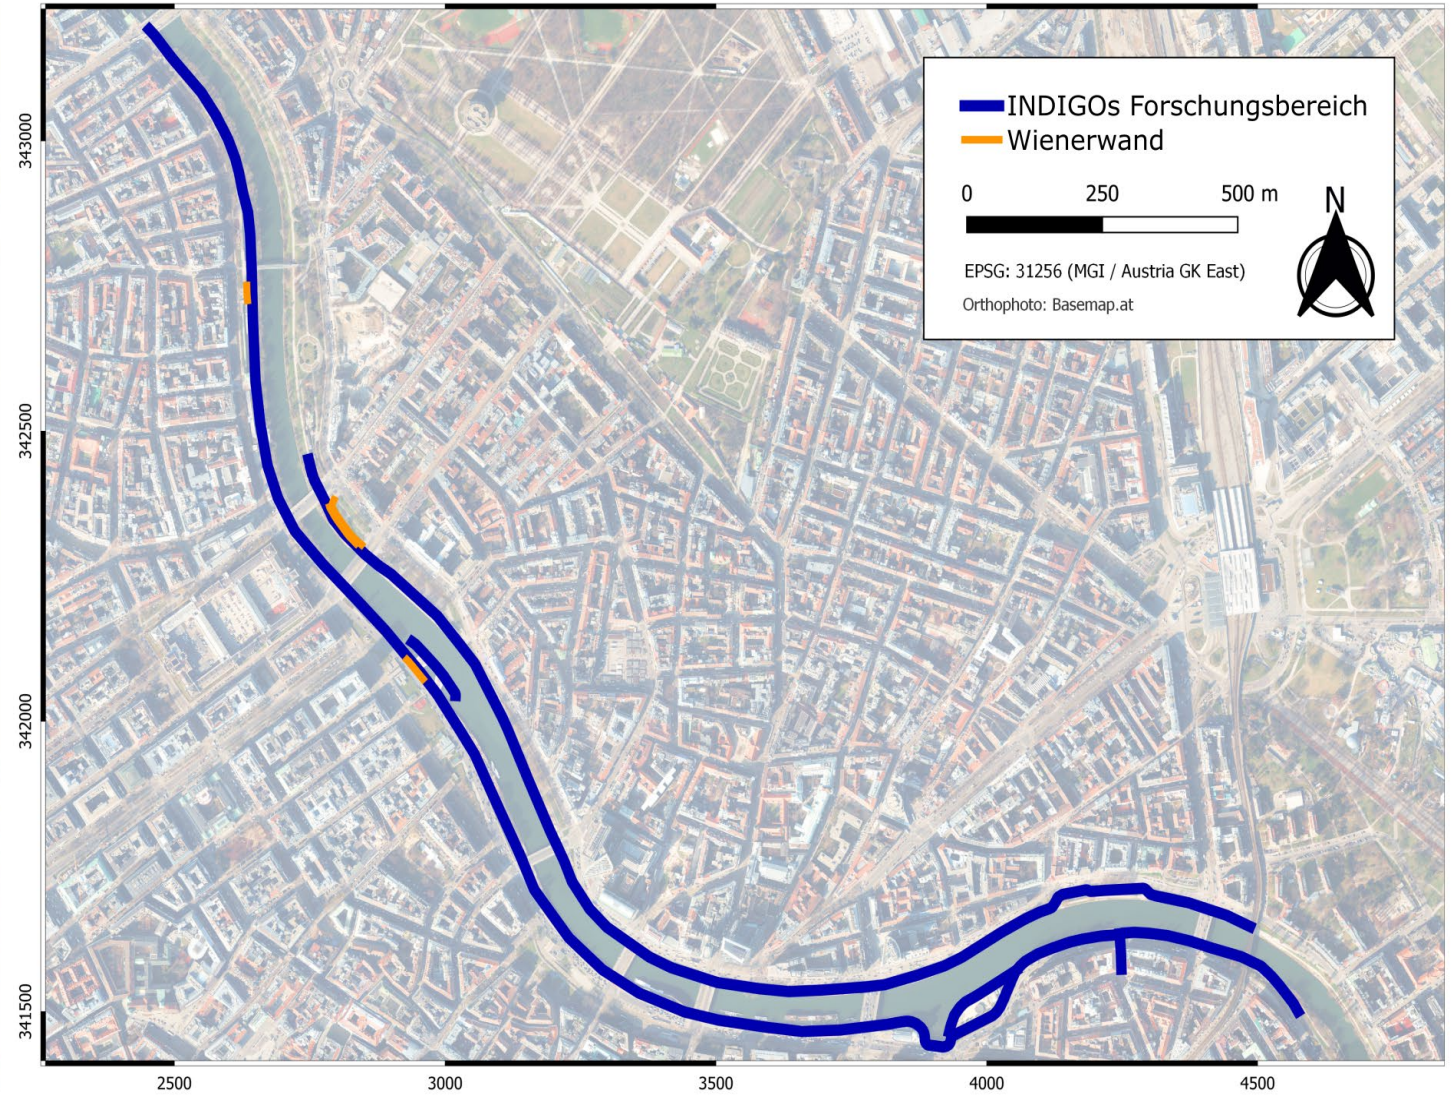 INDIGOs Forschungsbereich
Wienerwand
0 250 500 m
N
EPSG: 31256 (MGI / Austria GK East)
Orthophoto: Basemap.at
343000
342500
342000
341500
2500 3000 3500 4000 4500